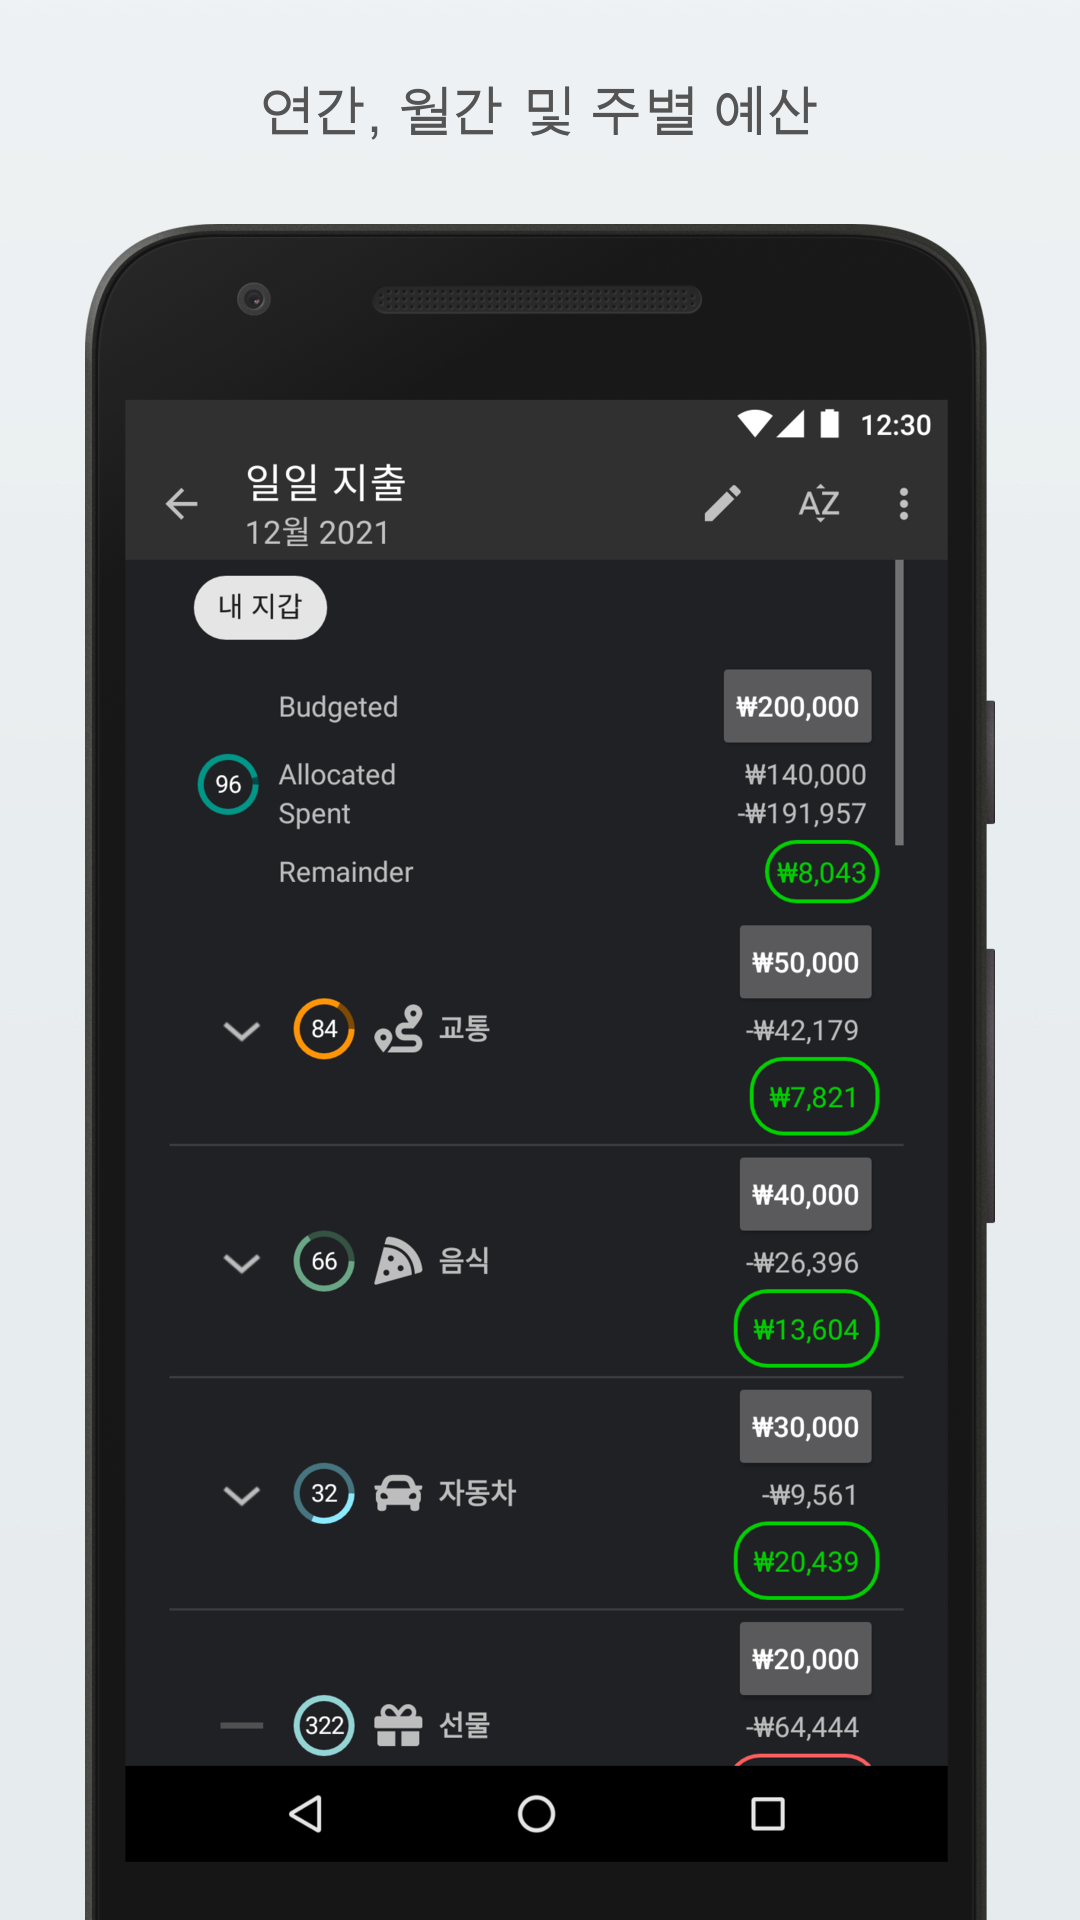 연간, 월간 및 주별 예산
12:30
일일 지출
12월 2021
AZ
내 지갑
Budgeted ₩200,000
96 Allocated ₩140,000
Spent -₩191,957
Remainder ₩8,043
₩50,000
84 교통 -₩42,179
₩7,821
₩40,000
66 음식 -₩26,396
₩13,604
₩30,000
32 자동차 -₩9,561
₩20,439
₩20,000
322 선물 -₩64,444